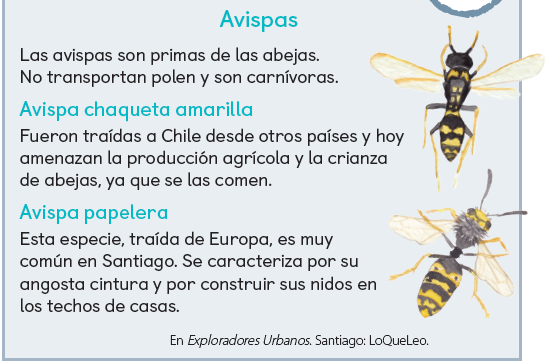 Avispas
Las avispas son primas de las abejas.
No transportan polen y son carnívoras.
Avispa chaqueta amarilla
Fueron traídas a Chile desde otros países y hoy
amenazan la producción agrícola y la crianza
de abejas, ya que se las comen.
Avispa papelera
Esta especie, traída de Europa, es muy
común en Santiago. Se caracteriza por su
angosta cintura y por construir sus nidos en
los techos de casas.
En Exploradores Urbanos. Santiago: LoQueLeo.